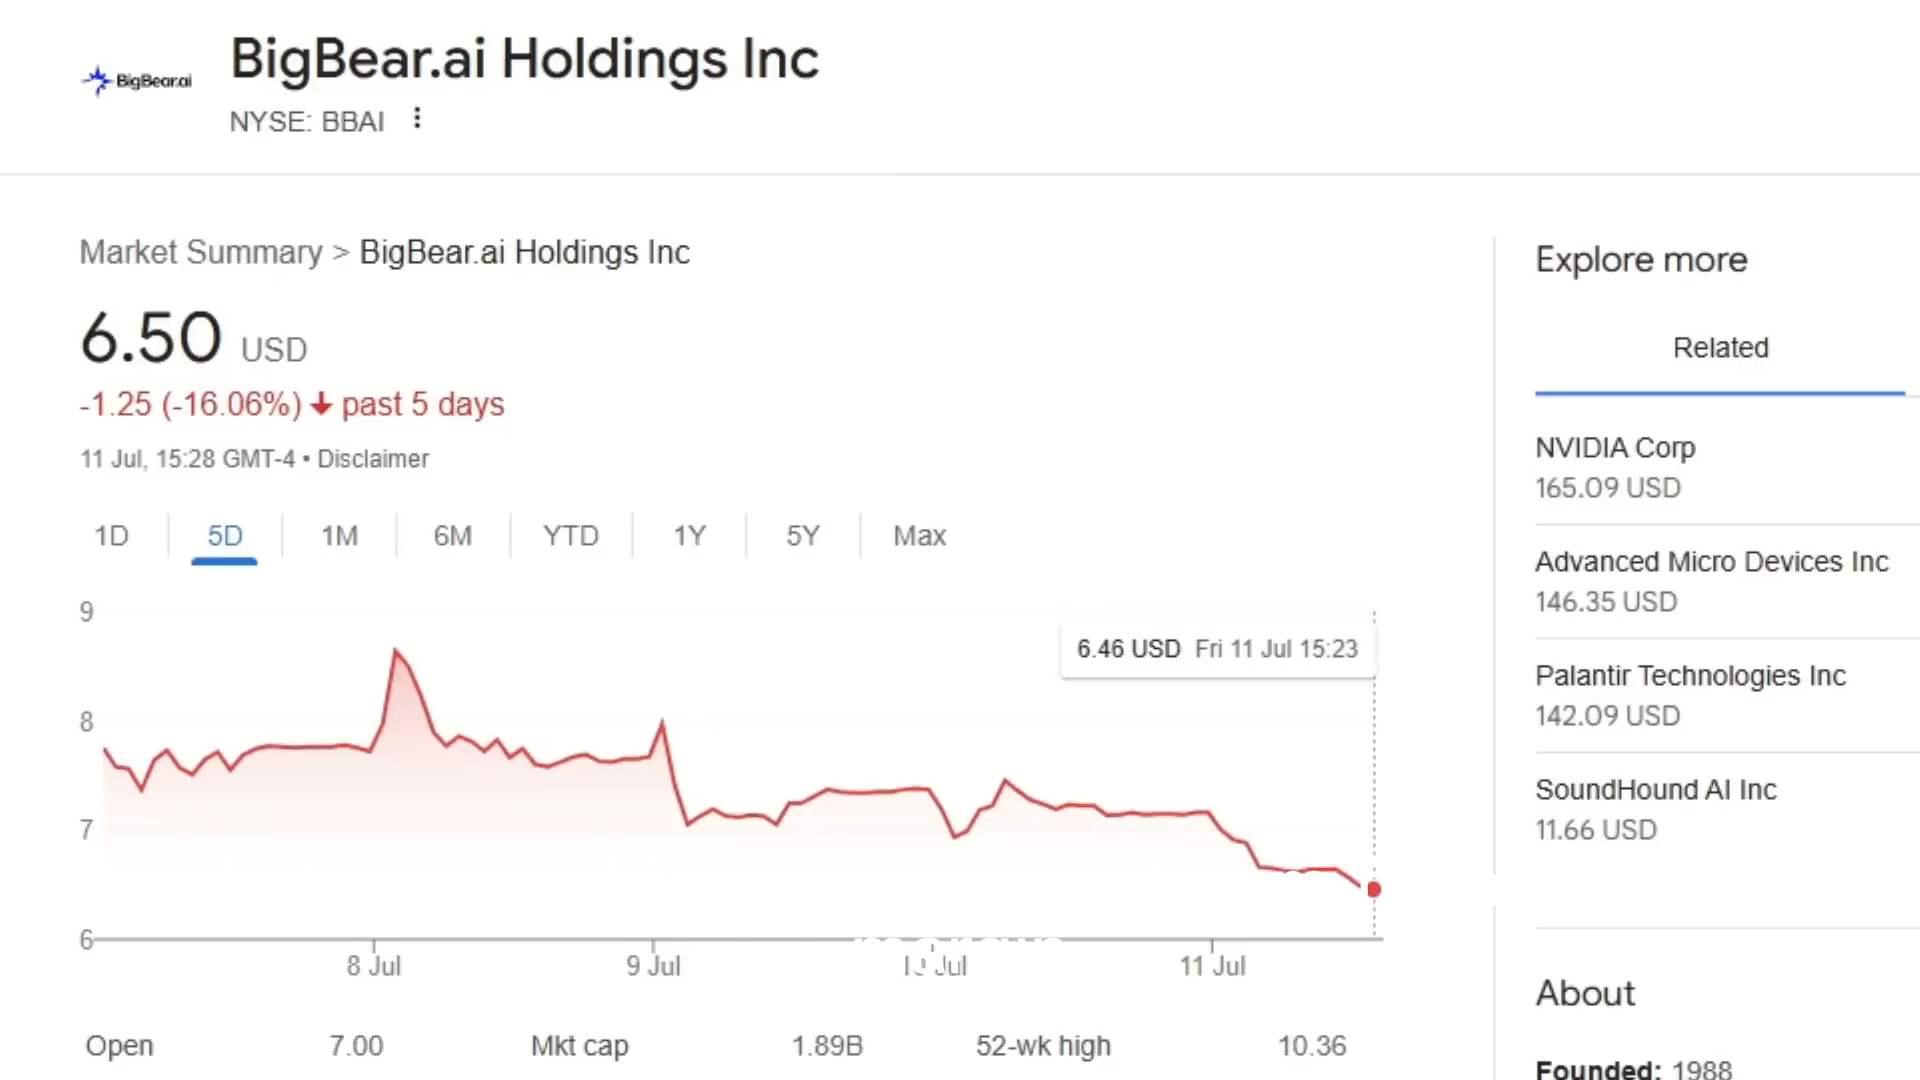 BigBear.ai
BigBear.ai Holdings Inc
NYSE: BBAI
Market Summary > BigBear.ai Holdings Inc
6.50 USD
-1.25 (-16.06%) ↓ past 5 days
11 Jul, 15:28 GMT-4 • Disclaimer
1D 5D 1M 6M YTD 1Y 5Y Max
6.46 USD Fri 11 Jul 15:23
9
8
7
6
8 Jul 9 Jul Jul 11 Jul
Open 7.00 Mkt cap 1.89B 52-wk high 10.36
Explore more
Related
NVIDIA Corp
165.09 USD
Advanced Micro Devices Inc
146.35 USD
Palantir Technologies Inc
142.09 USD
SoundHound AI Inc
11.66 USD
About
Founded: 1988